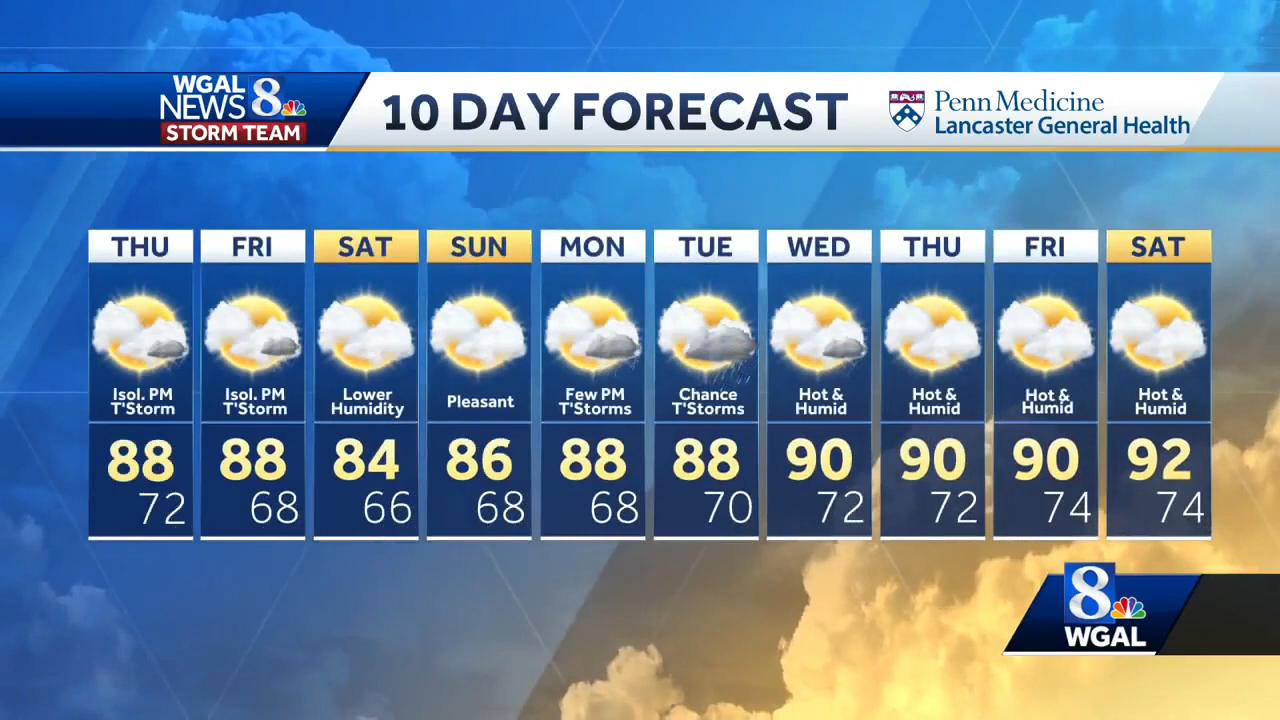 WGAL
NEWS 8
STORM TEAM
10 DAY FORECAST
Penn Medicine
Lancaster General Health
THU FRI SAT SUN MON TUE WED THU FRI SAT
Isol. PM Isol. PM Lower Pleasant Few PM Chance Hot & Hot & Hot & Hot &
T'Storm T'Storm Humidity T'Storms T'Storms Humid Humid Humid Humid
88 88 84 86 88 88 90 90 90 92
72 68 66 68 68 70 72 72 74 74
8
WGAL